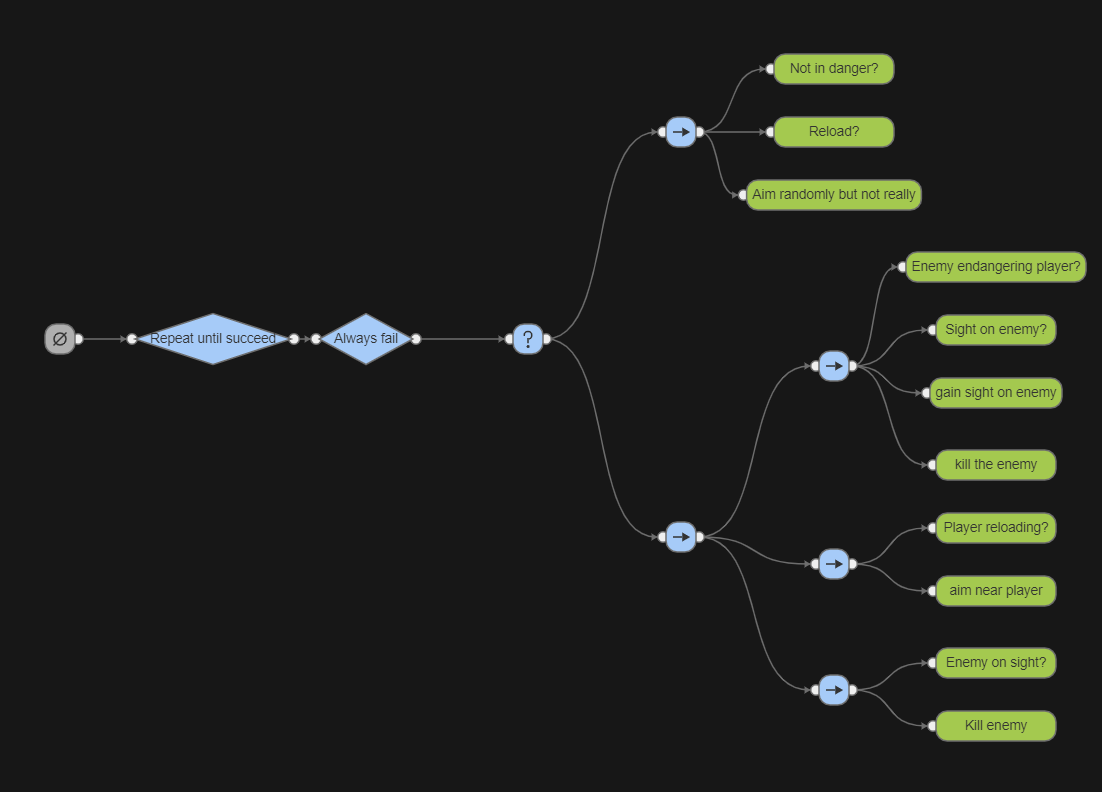 Not in danger?
Reload?
Aim randomly but not really
Enemy endangering player?
Sight on enemy?
Repeat until succeed
Always fail
?
gain sight on enemy
kill the enemy
Player reloading?
aim near player
Enemy on sight?
Kill enemy